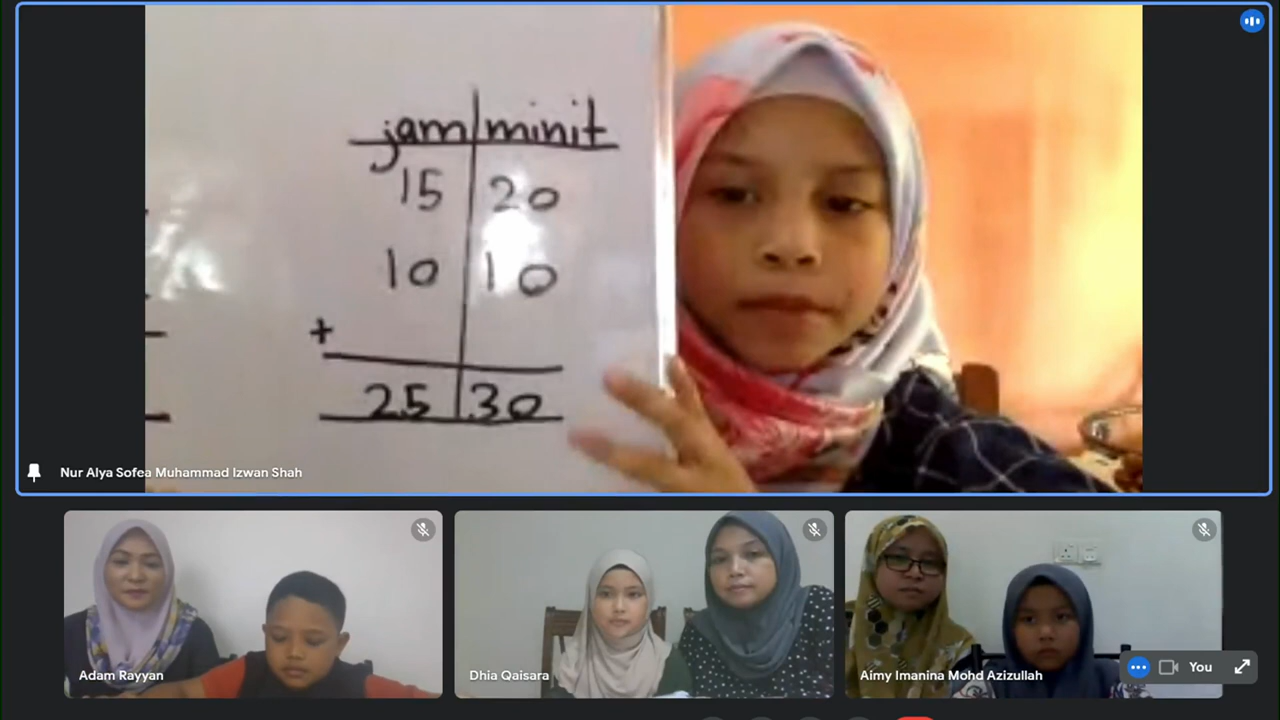 jam minit
15 20
10 10
+
25 30
Nur Alya Sofea Muhammad Izwan Shah
Adam Rayyan
Dhia Qaisara
Aimy Imanina Mohd Azizullah
You